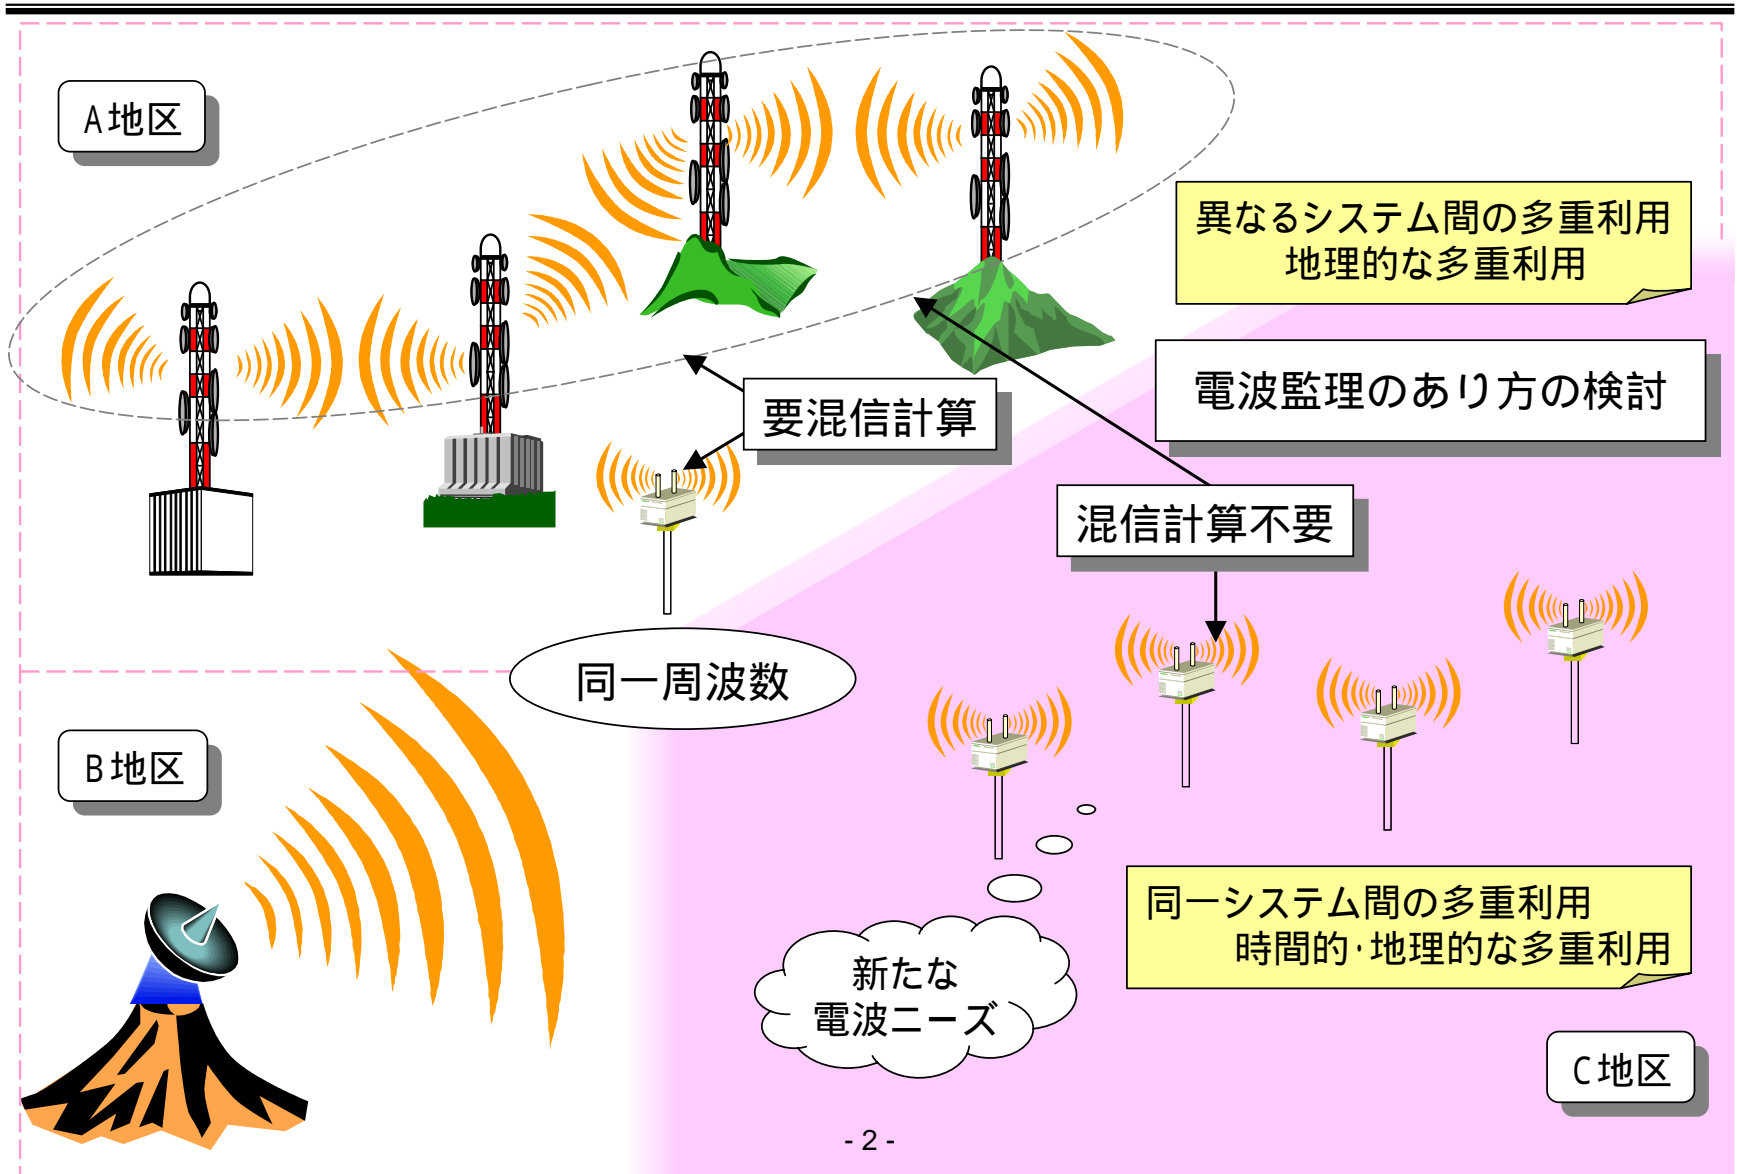 A地区
異なるシステム間の多重利用
地理的な多重利用
電波監理のあり方の検討
要混信計算
混信計算不要
同一周波数
B地区
同一システム間の多重利用
時間的・地理的な多重利用
新たな
電波ニーズ
C地区
- 2 -